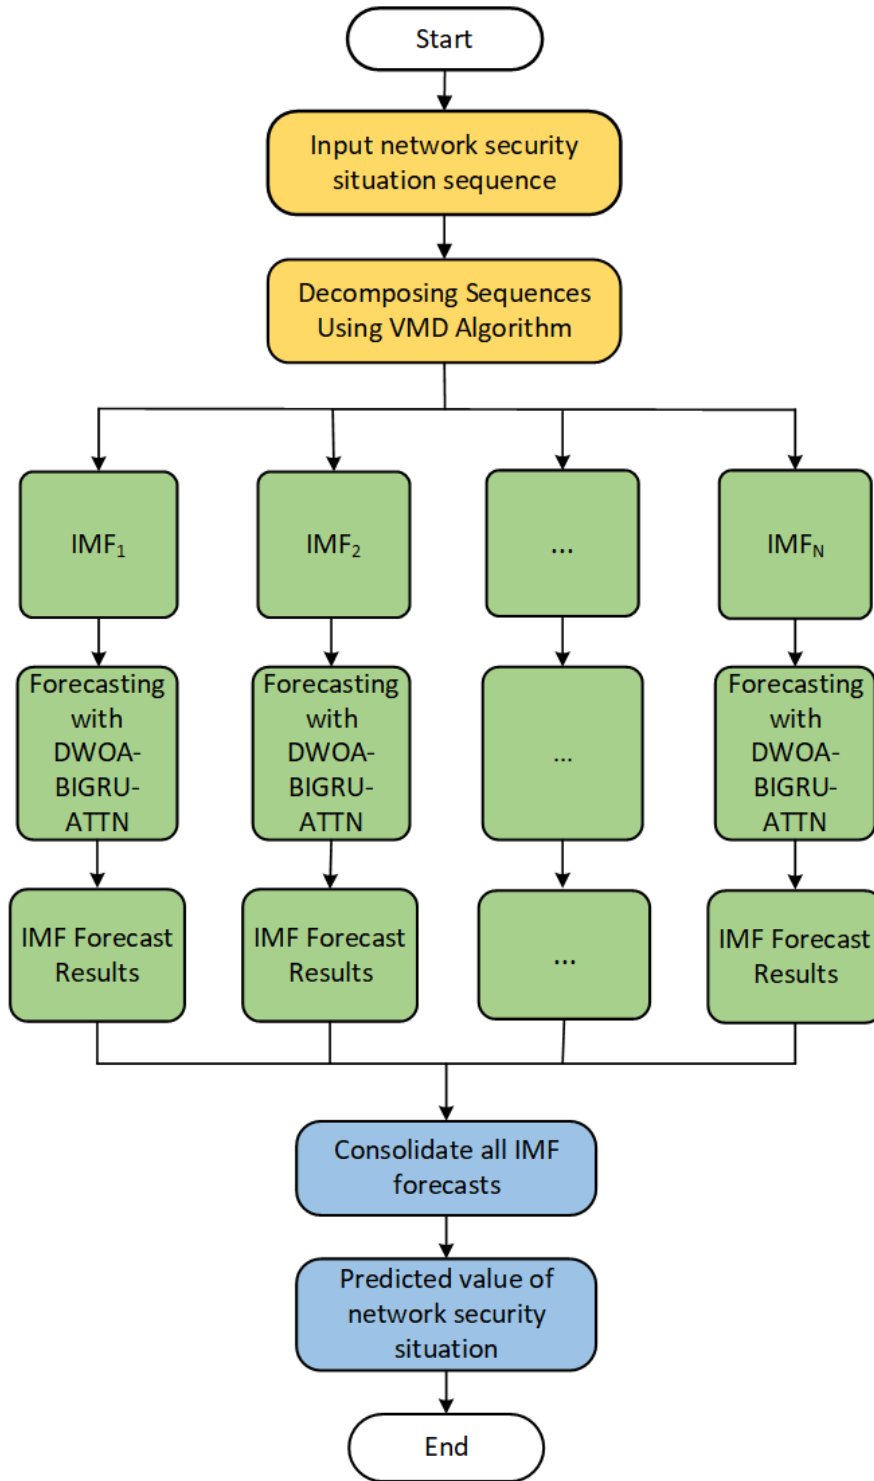 Start
Input network security
situation sequence
Decomposing Sequences
Using VMD Algorithm
IMF₁
IMF₂
...
IMF_N
Forecasting
with
DWOA-
BIGRU-
ATTN
Forecasting
with
DWOA-
BIGRU-
ATTN
...
Forecasting
with
DWOA-
BIGRU-
ATTN
IMF Forecast
Results
IMF Forecast
Results
...
IMF Forecast
Results
Consolidate all IMF
forecasts
Predicted value of
network security
situation
End